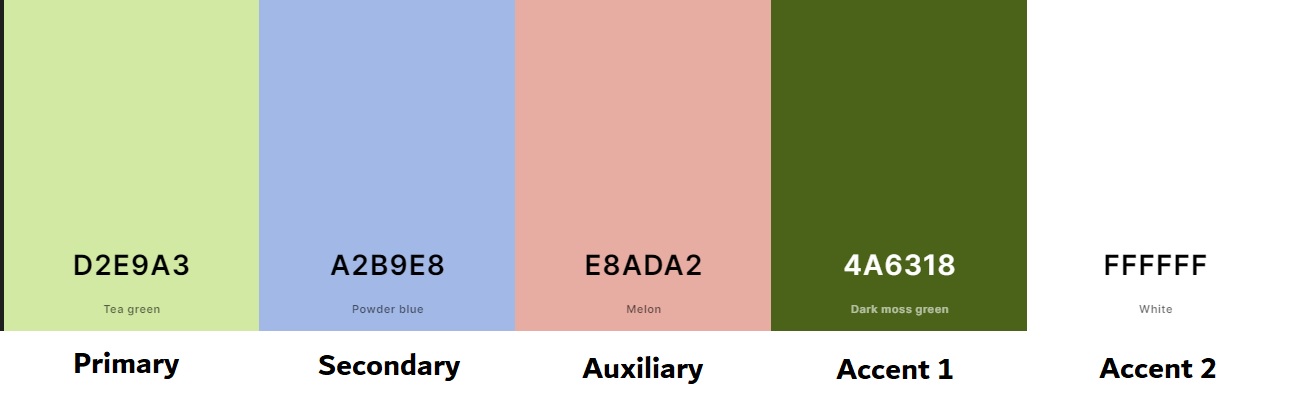 D2E9A3 A2B9E8 E8ADA2 4A6318 FFFFFF
Tea green Powder blue Melon Dark moss green White
Primary Secondary Auxiliary Accent 1 Accent 2